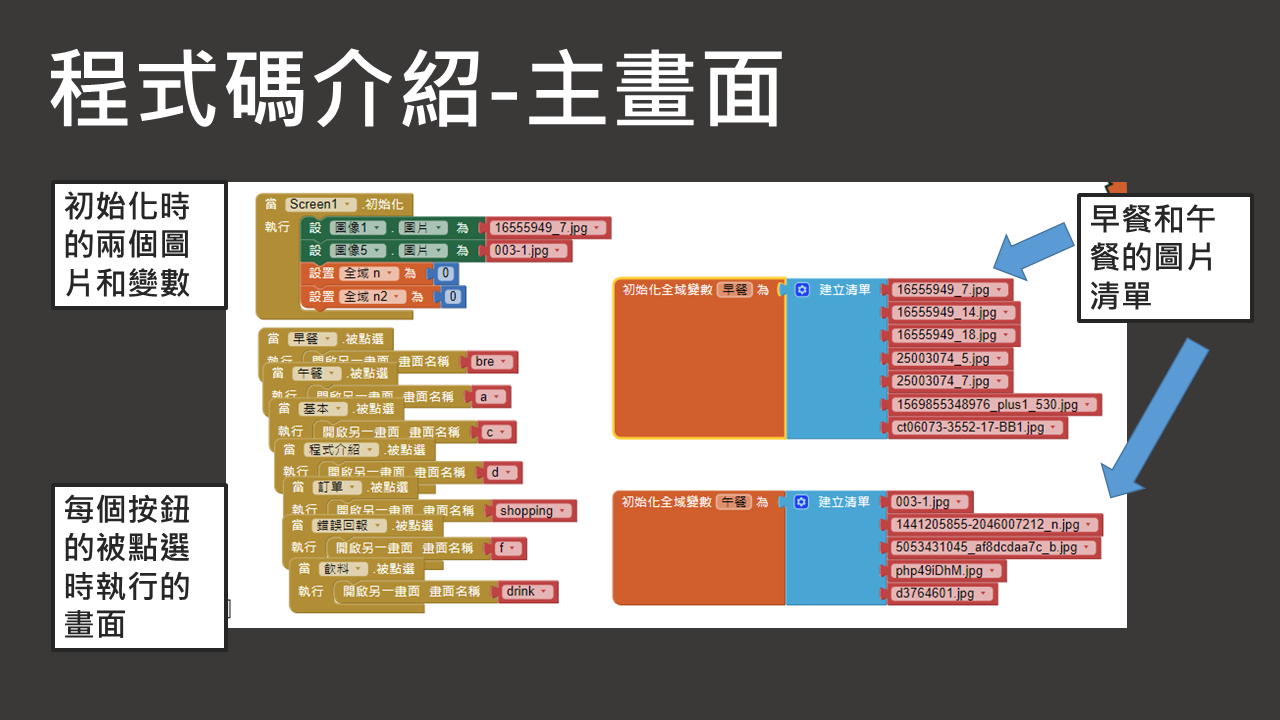 程式碼介紹-主畫面
初始化時
的兩個圖
片和變數
當 Screen1 .初始化
執行 設 圖像1 . 圖片 為 16555949_7.jpg
設 圖像5 . 圖片 為 003-1.jpg
設置 全域 n 為 0
設置 全域 n2 為 0
當 早餐 .被點選
執行 開啟另一畫面 畫面名稱 bre
當 午餐 .被點選
執行 開啟另一畫面 畫面名稱 a
當 基本 .被點選
執行 開啟另一畫面 畫面名稱 c
當 程式介紹 .被點選
執行 開啟另一畫面 畫面名稱 d
當 訂單 .被點選
執行 開啟另一畫面 畫面名稱 shopping
當 錯誤回報 .被點選
執行 開啟另一畫面 畫面名稱 f
當 飲料 .被點選
執行 開啟另一畫面 畫面名稱 drink
每個按鈕
的被點選
時執行的
畫面
初始化全域變數 早餐 為 建立清單 16555949_7.jpg
16555949_14.jpg
16555949_18.jpg
25003074_5.jpg
25003074_7.jpg
1569855348976_plus1_530.jpg
ct06073-3552-17-BB1.jpg
初始化全域變數 午餐 為 建立清單 003-1.jpg
1441205855-2046007212_n.jpg
5053431045_af8dcdaa7c_b.jpg
php49iDhM.jpg
d3764601.jpg
早餐和午
餐的圖片
清單